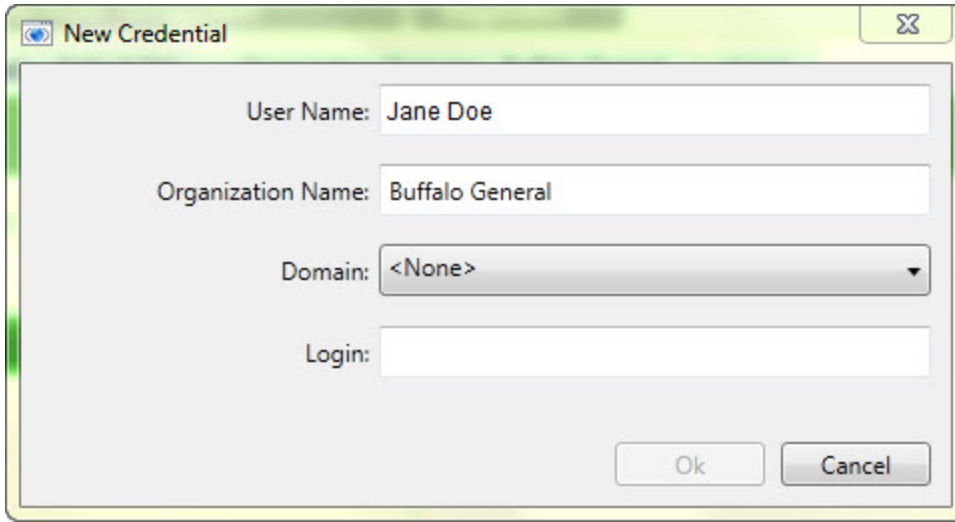 New Credential
User Name: Jane Doe
Organization Name: Buffalo General
Domain: <None>
Login:
Ok Cancel